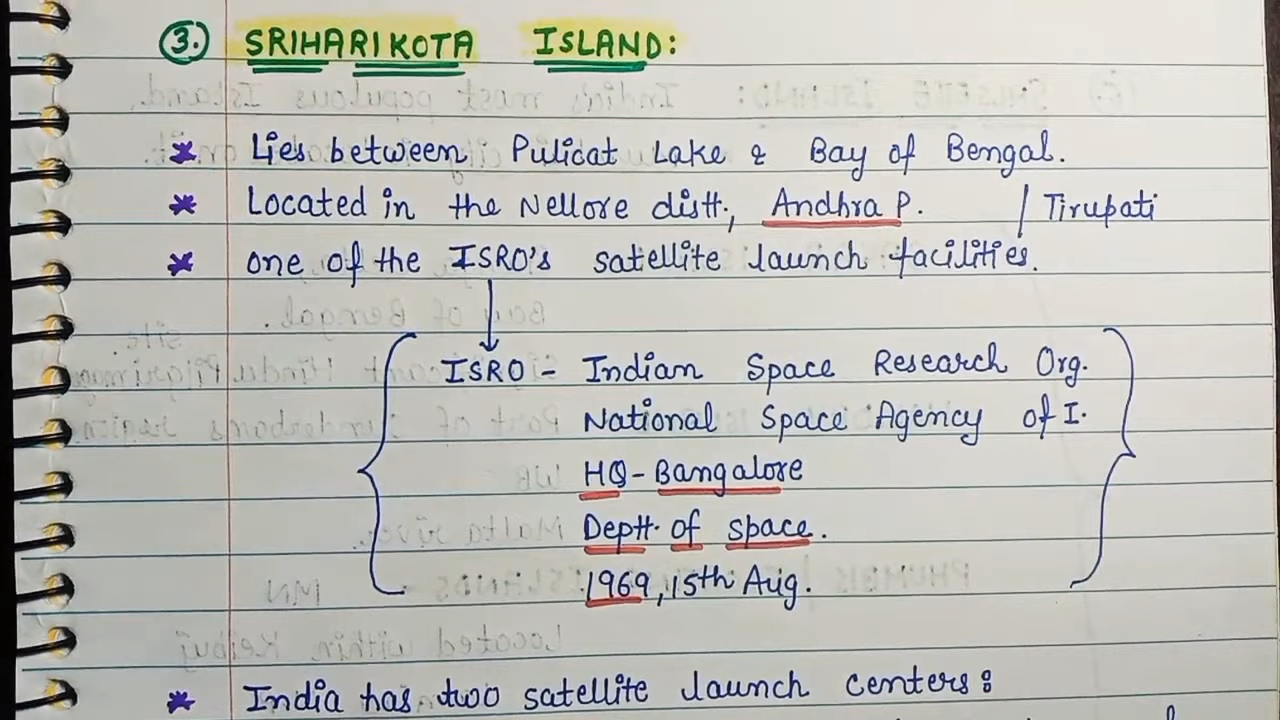 3. SRIHARIKOTA ISLAND:
* Lies between Pulicat Lake & Bay of Bengal.
* Located in the Nellore distt., Andhra P. / Tirupati
* one of the ISRO's satellite launch facilities.
ISRO - Indian Space Research Org.
National Space Agency of I.
HQ - Bangalore
Deptt. of space.
1969, 15th Aug.
* India has two satellite launch centers: